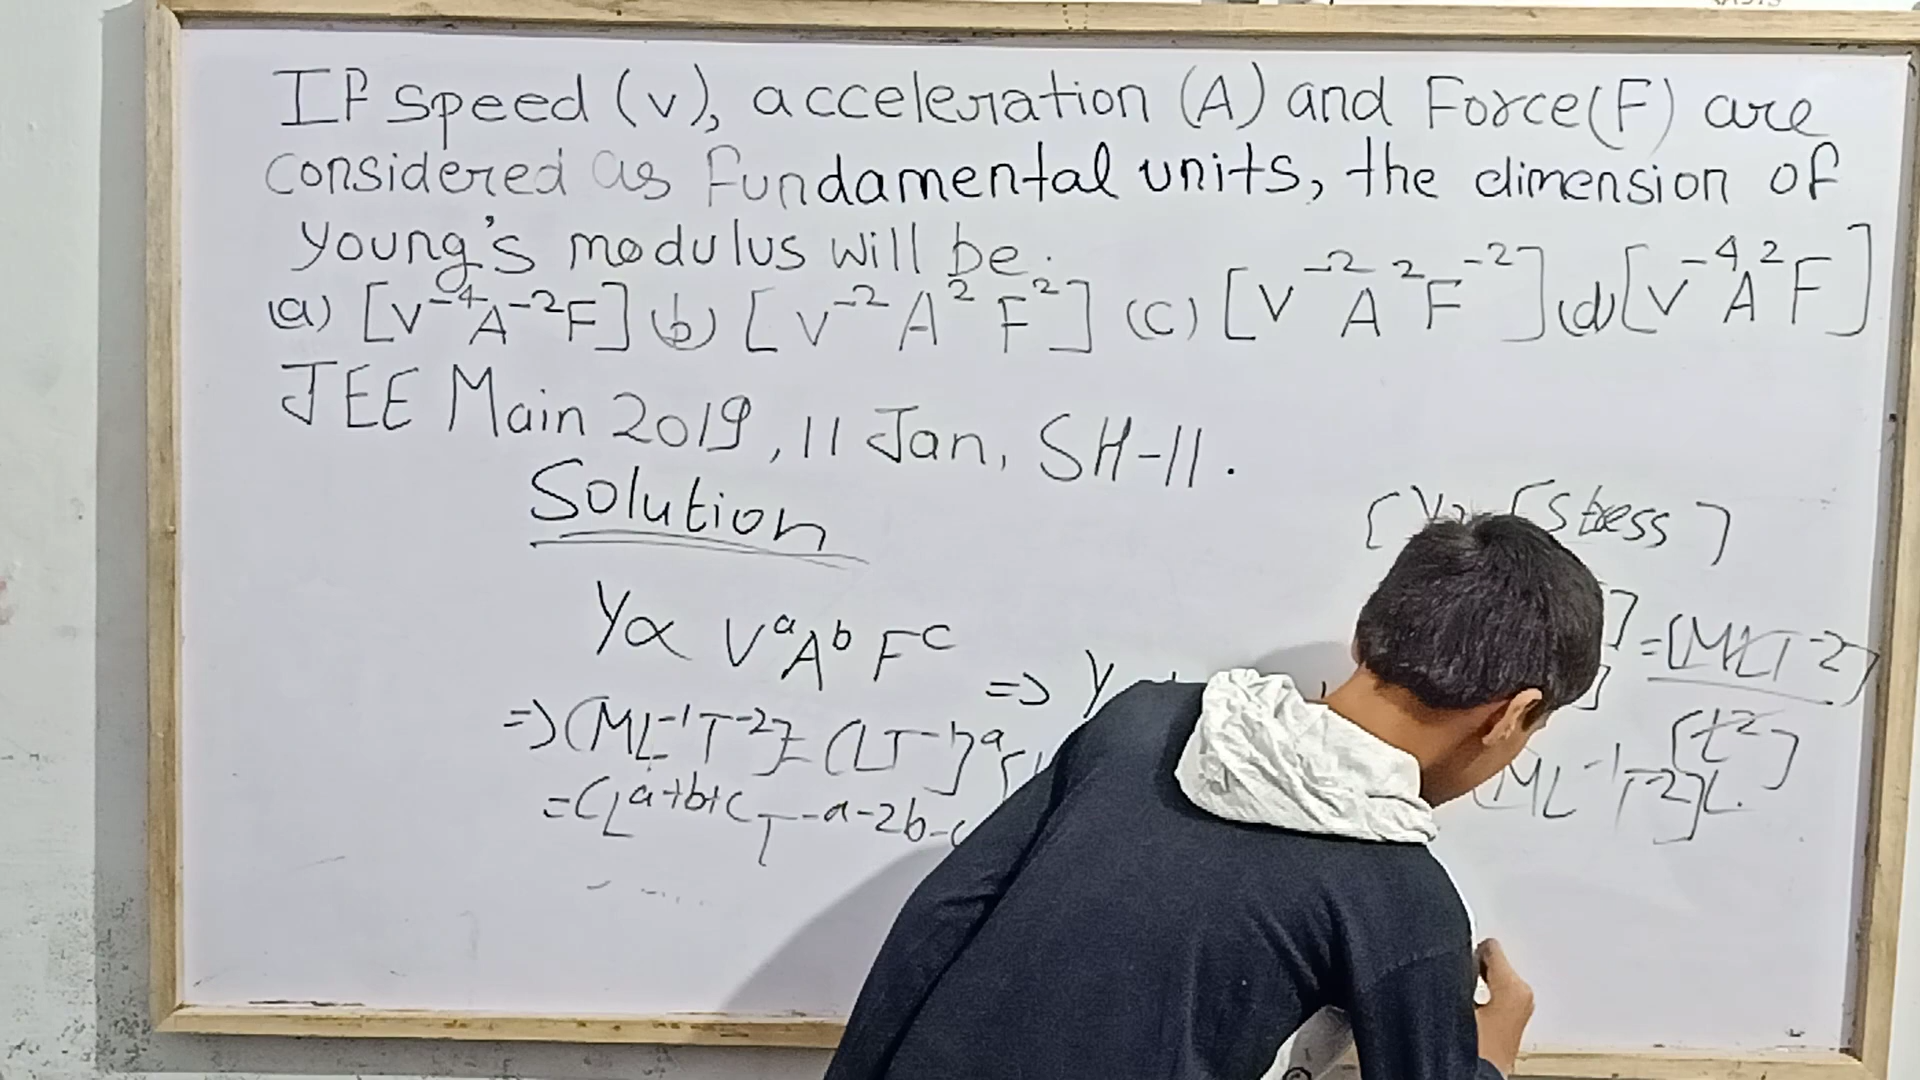 If speed (v), acceleration (A) and Force(F) are
considered as fundamental units, the dimension of
young's modulus will be.
(a) [V⁻⁴A⁻²F] (b) [V⁻²A²F²] (c) [V⁻²A²F⁻²] (d) [V⁻⁴A²F]
JEE Main 2019, 11 Jan, SH-11.
Solution
[Stress]
Y∝ VᵃAᵇFᶜ
=[MLT⁻²]
=> Y
[L²]
=>[ML⁻¹T⁻²]=[LT⁻¹]ᵃ
[ML⁻¹T⁻²]
=[Lᵃ⁺ᵇ⁺ᶜT⁻ᵃ⁻²ᵇ⁻